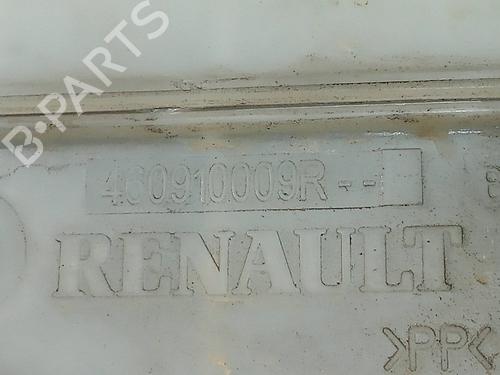 B-PARTS
460910009R--
RENAULT
>PP<